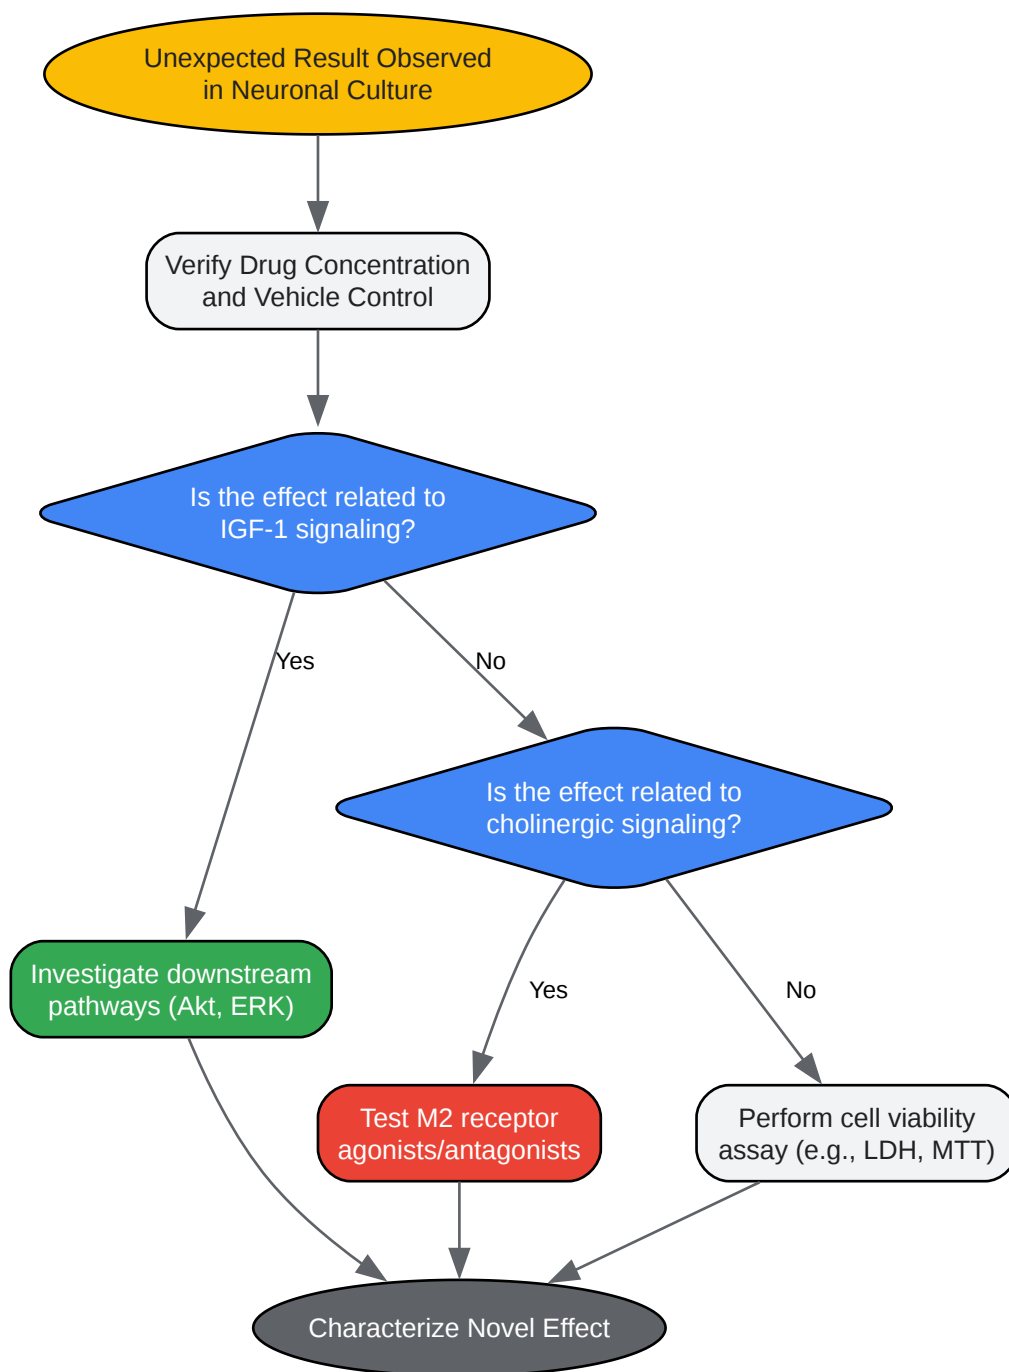 Unexpected Result Observed
in Neuronal Culture
Verify Drug Concentration
and Vehicle Control
Is the effect related to
IGF-1 signaling?
Yes
No
Is the effect related to
cholinergic signaling?
Investigate downstream
pathways (Akt, ERK)
Yes
No
Test M2 receptor
agonists/antagonists
Perform cell viability
assay (e.g., LDH, MTT)
Characterize Novel Effect